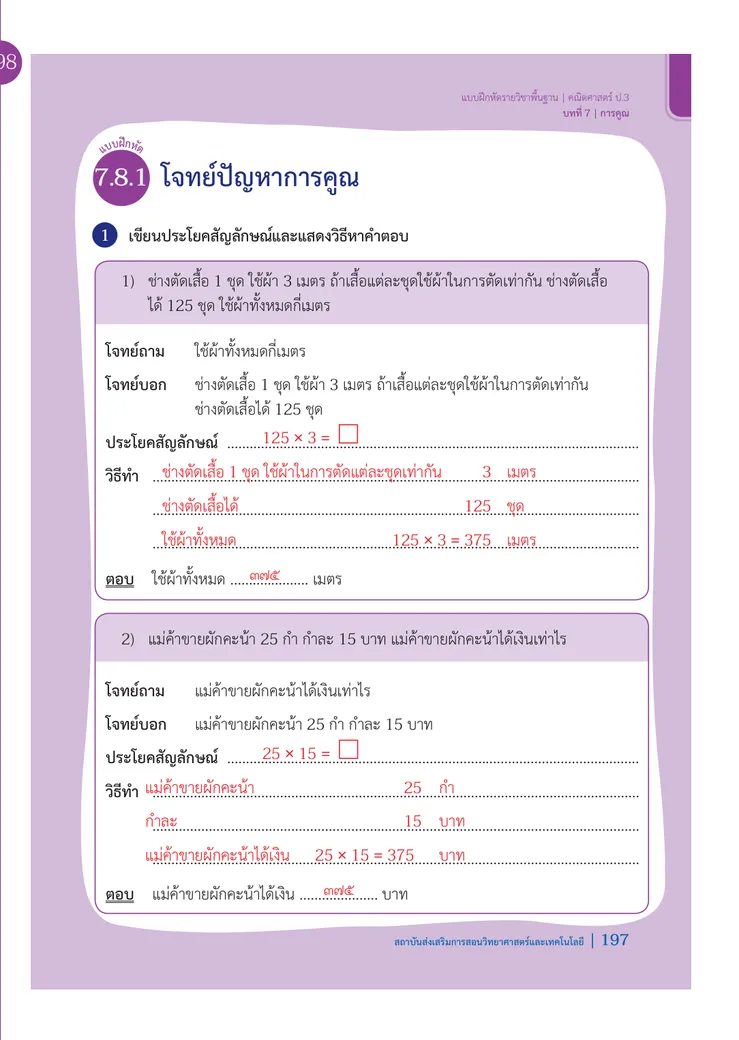 98
แบบฝึกหัดรายวิชาพื้นฐาน | คณิตศาสตร์ ป.3
บทที่ 7 | การคูณ
แบบฝึกหัด
7.8.1 โจทย์ปัญหาการคูณ
1 เขียนประโยคสัญลักษณ์และแสดงวิธีหาคำตอบ
1) ช่างตัดเสื้อ 1 ชุด ใช้ผ้า 3 เมตร ถ้าเสื้อแต่ละชุดใช้ผ้าในการตัดเท่ากัน ช่างตัดเสื้อ
ได้ 125 ชุด ใช้ผ้าทั้งหมดกี่เมตร
โจทย์ถาม ใช้ผ้าทั้งหมดกี่เมตร
โจทย์บอก ช่างตัดเสื้อ 1 ชุด ใช้ผ้า 3 เมตร ถ้าเสื้อแต่ละชุดใช้ผ้าในการตัดเท่ากัน
ช่างตัดเสื้อได้ 125 ชุด
ประโยคสัญลักษณ์ 125 × 3 = □
วิธีทำ ช่างตัดเสื้อ 1 ชุด ใช้ผ้าในการตัดแต่ละชุดเท่ากัน 3 เมตร
ช่างตัดเสื้อได้ 125 ชุด
ใช้ผ้าทั้งหมด 125 × 3 = 375 เมตร
ตอบ ใช้ผ้าทั้งหมด ๓๗๕ เมตร
2) แม่ค้าขายผักคะน้า 25 กำ กำละ 15 บาท แม่ค้าขายผักคะน้าได้เงินเท่าไร
โจทย์ถาม แม่ค้าขายผักคะน้าได้เงินเท่าไร
โจทย์บอก แม่ค้าขายผักคะน้า 25 กำ กำละ 15 บาท
ประโยคสัญลักษณ์ 25 × 15 = □
วิธีทำ แม่ค้าขายผักคะน้า 25 กำ
กำละ 15 บาท
แม่ค้าขายผักคะน้าได้เงิน 25 × 15 = 375 บาท
ตอบ แม่ค้าขายผักคะน้าได้เงิน ๓๗๕ บาท
สถาบันส่งเสริมการสอนวิทยาศาสตร์และเทคโนโลยี | 197